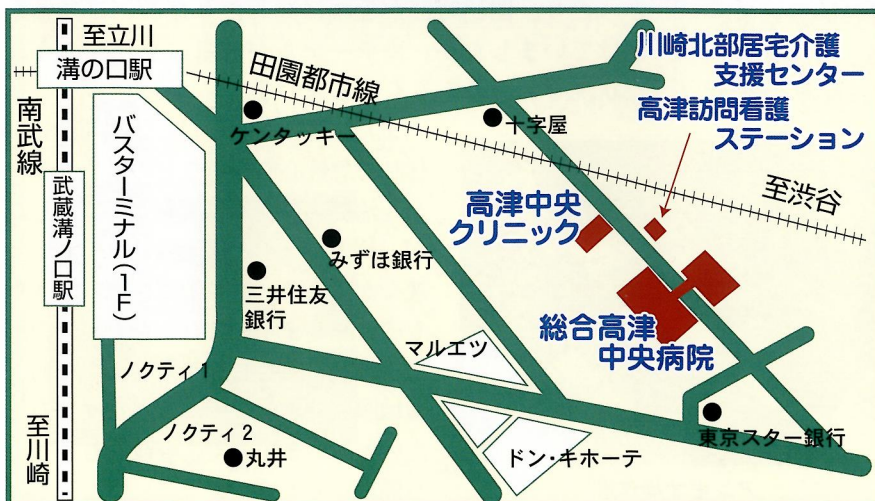 至立川
溝の口駅
南武線
武蔵溝ノ口駅
至川崎
バスターミナル(1F)
田園都市線
ケンタッキー
十字屋
川崎北部居宅介護
支援センター
高津訪問看護
ステーション
至渋谷
高津中央
クリニック
みずほ銀行
三井住友
銀行
総合高津
中央病院
マルエツ
ノクティ1
ノクティ2
丸井
ドン・キホーテ
東京スター銀行